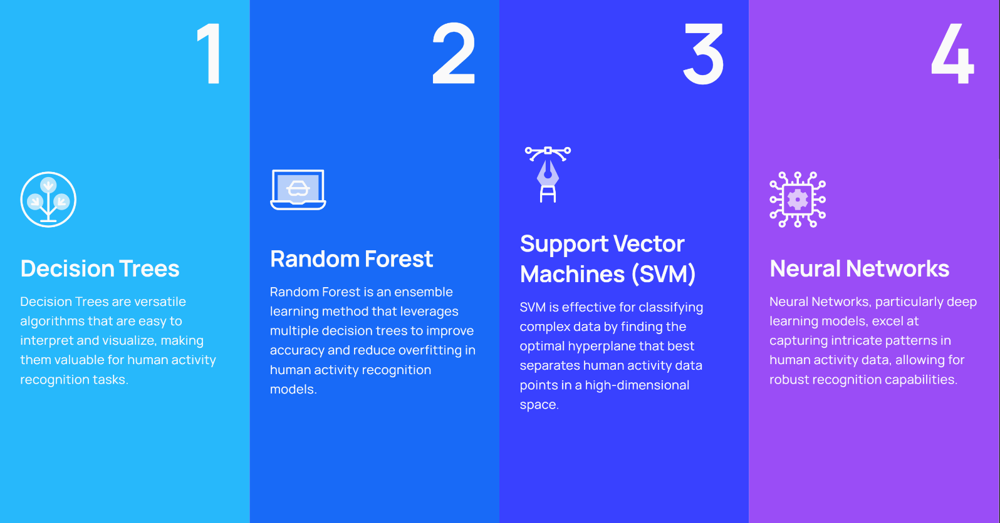 1
Decision Trees
Decision Trees are versatile
algorithms that are easy to
interpret and visualize, making
them valuable for human activity
recognition tasks.
2
Random Forest
Random Forest is an ensemble
learning method that leverages
multiple decision trees to improve
accuracy and reduce overfitting in
human activity recognition
models.
3
Support Vector
Machines (SVM)
SVM is effective for classifying
complex data by finding the
optimal hyperplane that best
separates human activity data
points in a high-dimensional
space.
4
Neural Networks
Neural Networks, particularly deep
learning models, excel at
capturing intricate patterns in
human activity data, allowing for
robust recognition capabilities.